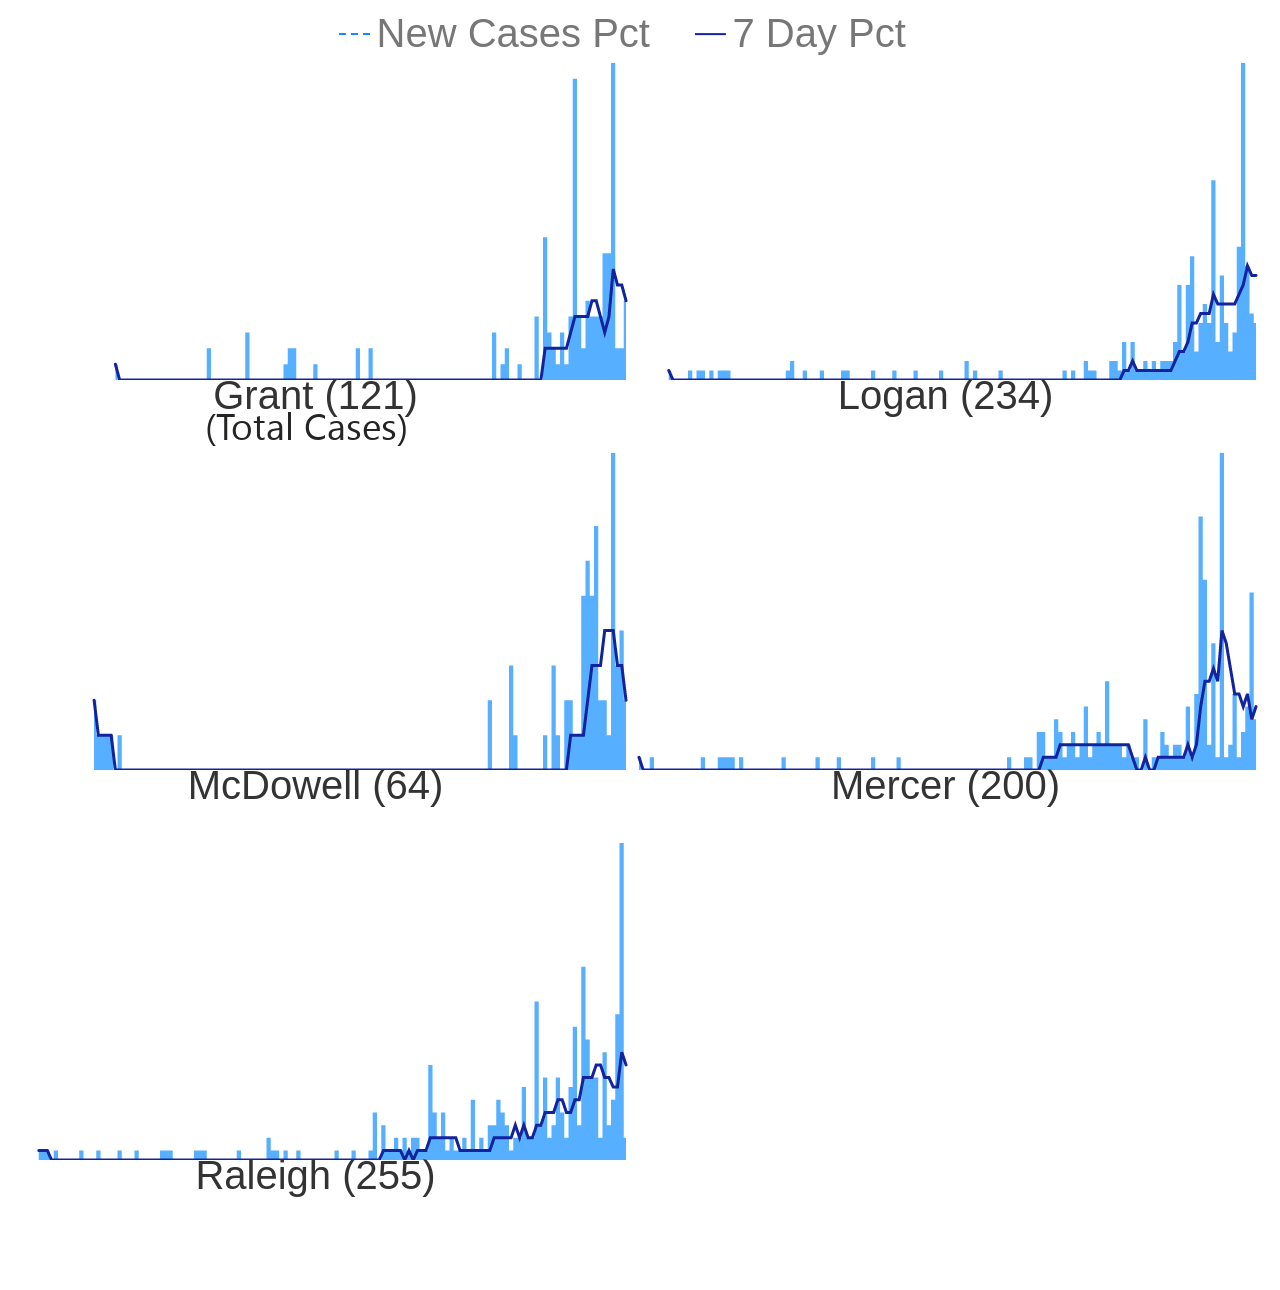 New Cases Pct 7 Day Pct
Grant (121)
(Total Cases)
Logan (234)
McDowell (64)
Mercer (200)
Raleigh (255)